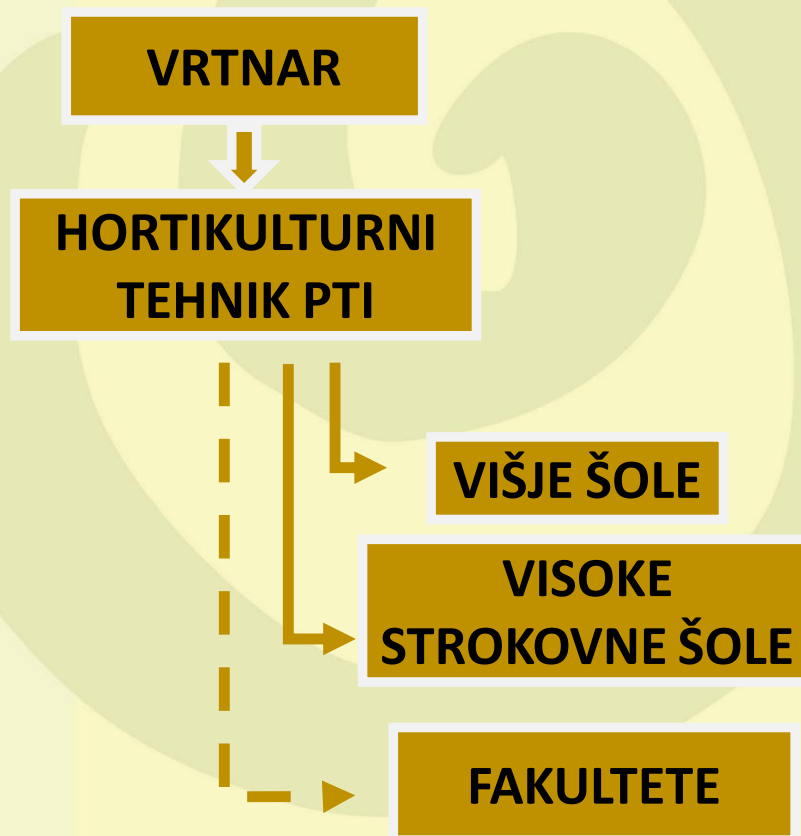 VRTNAR
HORTIKULTURNI
TEHNIK PTI
VIŠJE ŠOLE
VISOKE
STROKOVNE ŠOLE
FAKULTETE